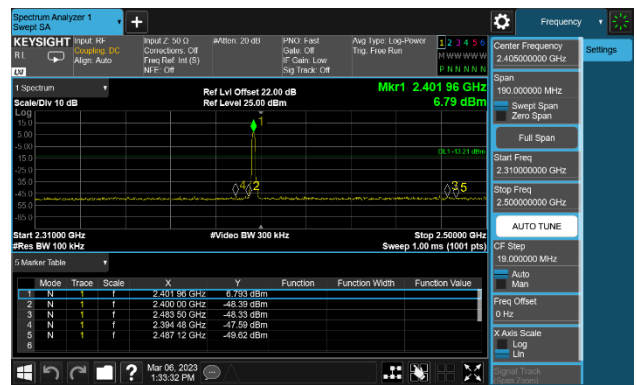 Spectrum Analyzer 1
Swept SA
Frequency
KEYSIGHT
Input: RF
Input Z: 50 Ω
#Atten: 20 dB
PNO: Fast
Avg Type: Log-Power
1 2 3 4 5 6
RL
Coupling: DC
Corrections: Off
Gate: Off
Trig: Free Run
M WW WW W
Align: Auto
Freq Ref: Int (S)
IF Gain: Low
P N N N N N
NFE: Off
Sig Track: Off
LXI
1 Spectrum
Ref Lvl Offset 22.00 dB
Mkr1 2.401 96 GHz
Scale/Div 10 dB
Ref Level 25.00 dBm
6.79 dBm
Log
15.0
5.00
-5.00
-15.0
-25.0
-35.0
-45.0
-55.0
-65.0
1
DL1 -13.21 dBm
4 2
3 5
Start 2.31000 GHz
#Video BW 300 kHz
Stop 2.50000 GHz
#Res BW 100 kHz
Sweep 1.00 ms (1001 pts)
5 Marker Table
Mode Trace Scale X Y Function Function Width Function Value
1 N 1 f 2.401 96 GHz 6.793 dBm
2 N 1 f 2.400 00 GHz -48.39 dBm
3 N 1 f 2.483 50 GHz -48.33 dBm
4 N 1 f 2.394 48 GHz -47.59 dBm
5 N 1 f 2.487 12 GHz -49.62 dBm
6
Mar 06, 2023
1:33:32 PM
Settings
Center Frequency
2.405000000 GHz
Span
190.000000 MHz
Swept Span
Zero Span
Full Span
Start Freq
2.310000000 GHz
Stop Freq
2.500000000 GHz
AUTO TUNE
CF Step
19.000000 MHz
Auto
Man
Freq Offset
0 Hz
X Axis Scale
Log
Lin
Signal Track
(Span Zoom)